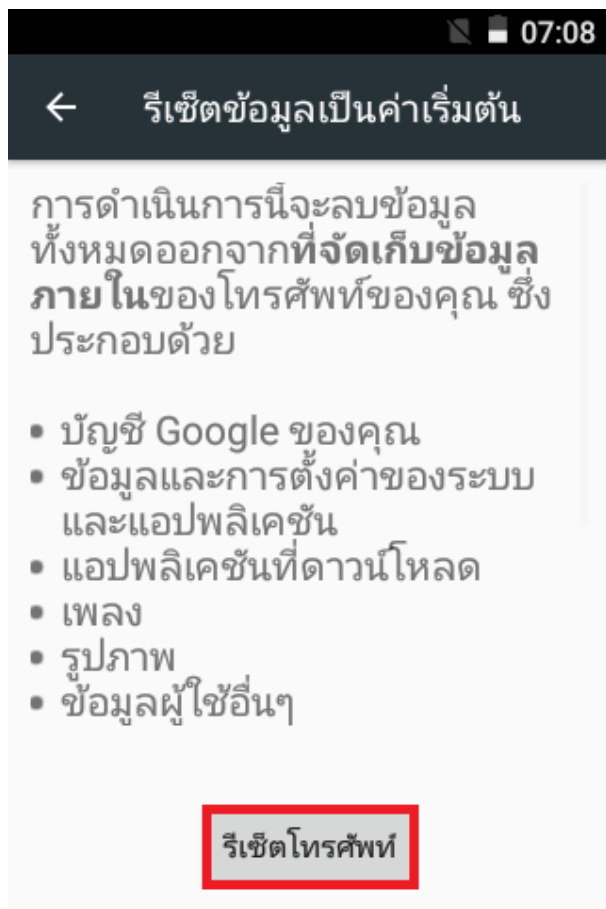 07:08
รีเซ็ตข้อมูลเป็นค่าเริ่มต้น
การดำเนินการนี้จะลบข้อมูล
ทั้งหมดออกจากที่จัดเก็บข้อมูล
ภายในของโทรศัพท์ของคุณ ซึ่ง
ประกอบด้วย
• บัญชี Google ของคุณ
• ข้อมูลและการตั้งค่าของระบบ
และแอปพลิเคชัน
• แอปพลิเคชันที่ดาวน์โหลด
• เพลง
• รูปภาพ
• ข้อมูลผู้ใช้อื่นๆ
รีเซ็ตโทรศัพท์